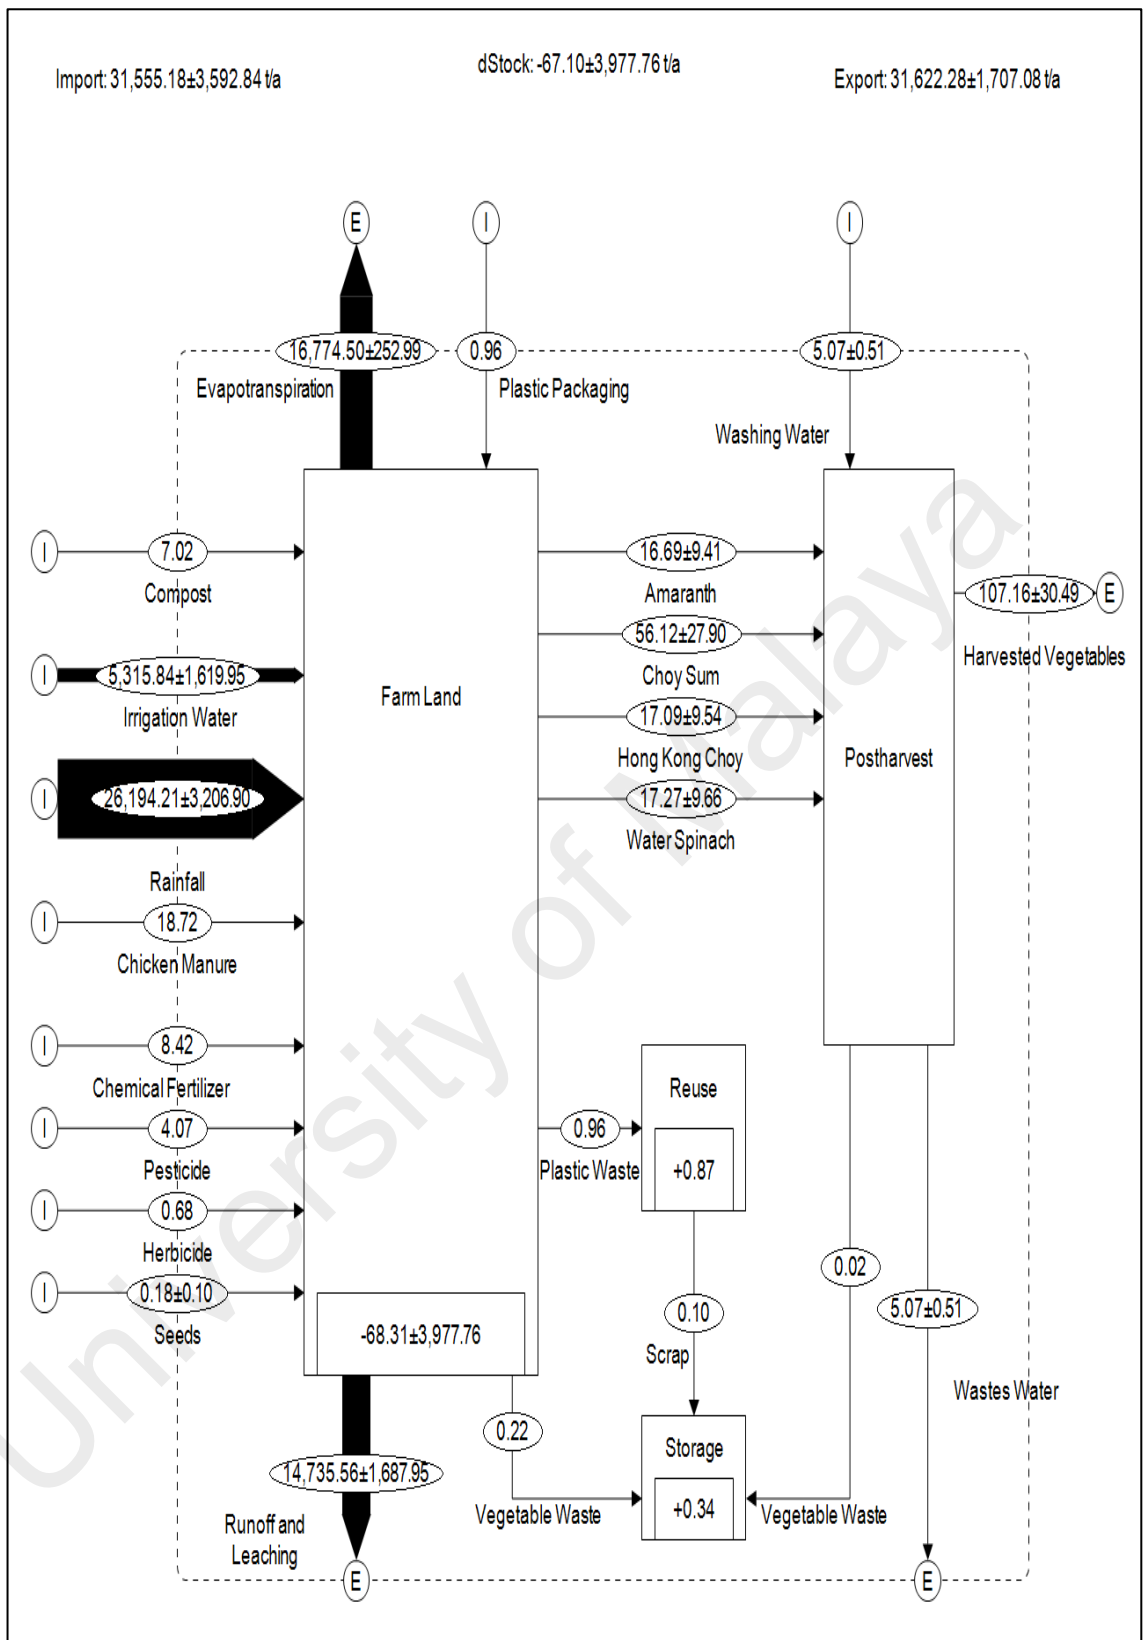 Import: 31,555.18±3,592.84 t/a
dStock: -67.10±3,977.76 t/a
Export: 31,622.28±1,707.08 t/a
E
I
I
16,774.50±252.99
0.96
5.07±0.51
Evapotranspiration
Plastic Packaging
Washing Water
I
7.02
Compost
16.69±9.41
Amaranth
107.16±30.49
E
Harvested Vegetables
56.12±27.90
Choy Sum
I
5,315.84±1,619.95
Irrigation Water
Farm Land
17.09±9.54
Hong Kong Choy
Postharvest
I
26,194.21±3,206.90
Rainfall
17.27±9.66
Water Spinach
I
18.72
Chicken Manure
I
8.42
Chemical Fertilizer
Reuse
I
4.07
Pesticide
0.96
Plastic Waste
+0.87
I
0.68
Herbicide
0.02
I
0.18±0.10
Seeds
5.07±0.51
0.10
Scrap
-68.31±3,977.76
Wastes Water
0.22
Storage
14,735.56±1,687.95
Vegetable Waste
+0.34
Vegetable Waste
Runoff and
Leaching
E
E
University of Malaya